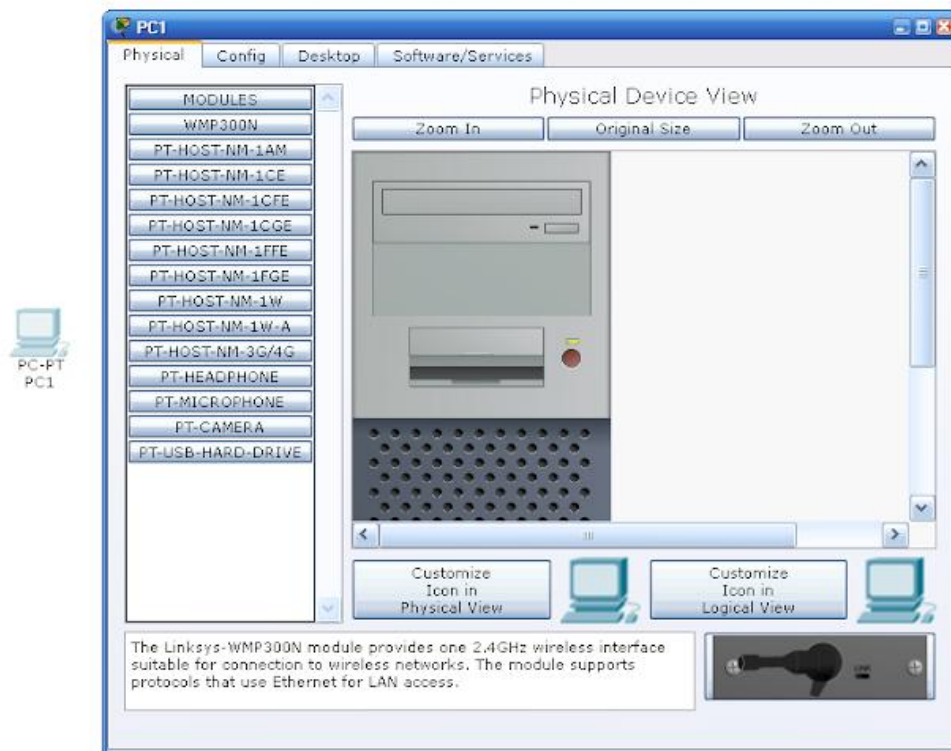 PC1
Physical
Config
Desktop
Software/Services
MODULES
WMP300N
PT-HOST-NM-1AM
PT-HOST-NM-1CE
PT-HOST-NM-1CFE
PT-HOST-NM-1CGE
PT-HOST-NM-1FFE
PT-HOST-NM-1FGE
PT-HOST-NM-1W
PT-HOST-NM-1W-A
PT-HOST-NM-3G/4G
PT-HEADPHONE
PT-MICROPHONE
PT-CAMERA
PT-USB-HARD-DRIVE
Physical Device View
Zoom In
Original Size
Zoom Out
PC-PT
PC1
Customize
Icon in
Physical View
Customize
Icon in
Logical View
The Linksys-WMP300N module provides one 2.4GHz wireless interface
suitable for connection to wireless networks. The module supports
protocols that use Ethernet for LAN access.
LINK